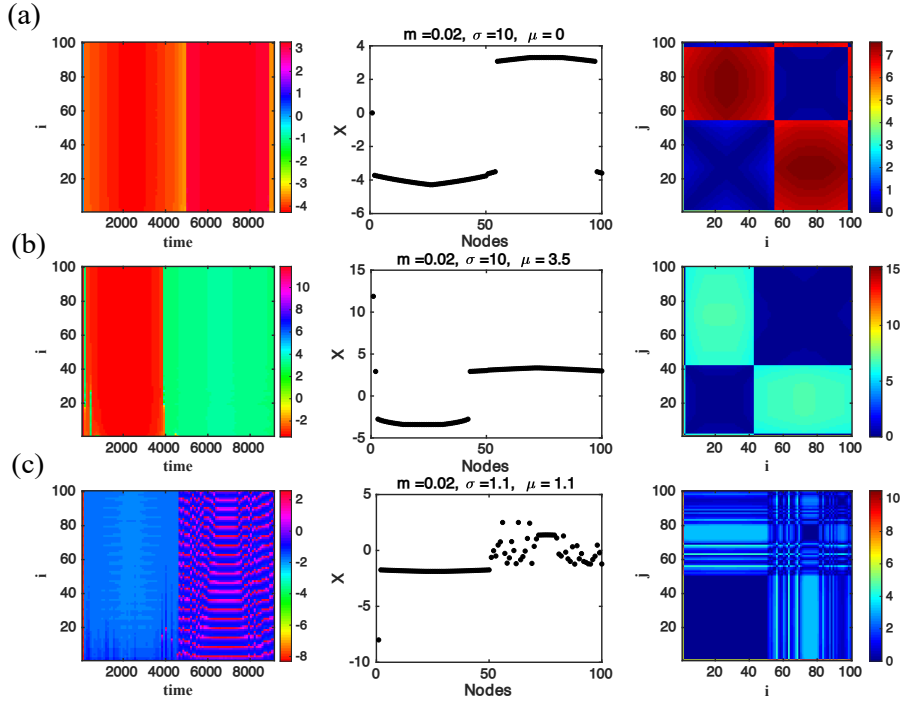 (a)
m =0.02, σ =10, μ = 0
100
80
60
40
20
i
2000 4000 6000 8000
time
3
2
1
0
-1
-2
-3
-4
4
2
0
-2
-4
-6
X
0 50 100
Nodes
100
80
60
40
20
j
20 40 60 80 100
i
7
6
5
4
3
2
1
0
(b)
m =0.02, σ =10, μ = 3.5
100
80
60
40
20
i
2000 4000 6000 8000
time
10
8
6
4
2
0
-2
15
10
5
0
-5
X
0 50 100
Nodes
100
80
60
40
20
j
20 40 60 80 100
i
15
10
5
0
(c)
m =0.02, σ =1.1, μ = 1.1
100
80
60
40
20
i
2000 4000 6000 8000
time
2
0
-2
-4
-6
-8
5
0
-5
-10
X
0 50 100
Nodes
100
80
60
40
20
j
20 40 60 80 100
i
10
8
6
4
2
0